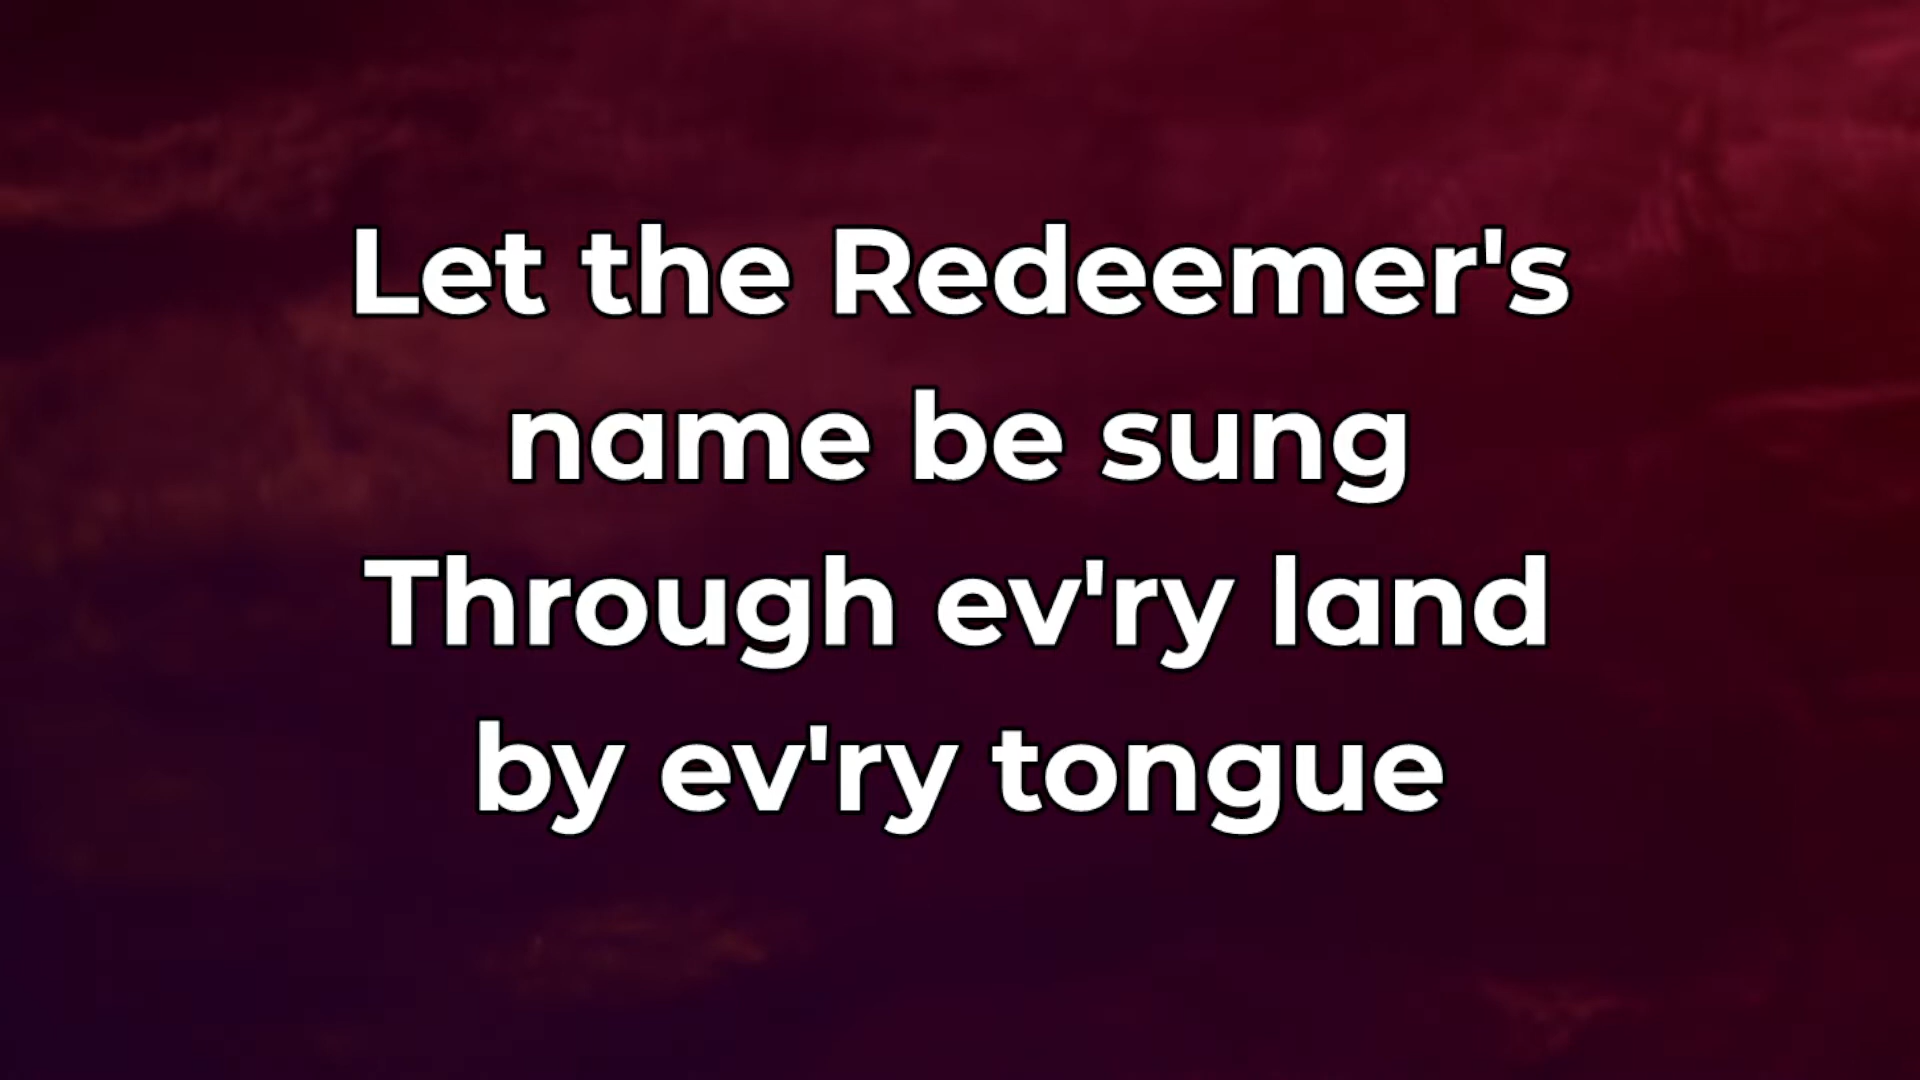 Let the Redeemer's
name be sung
Through ev'ry land
by ev'ry tongue